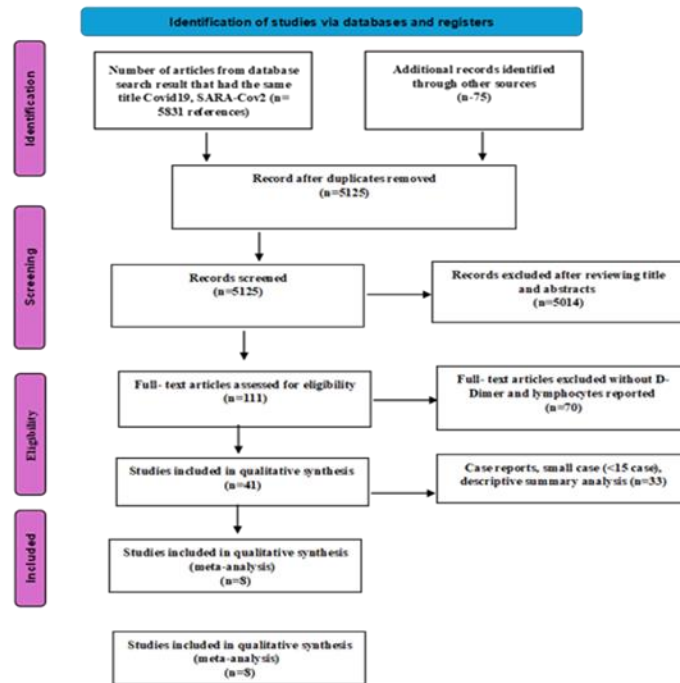 Identification of studies via databases and registers
Identification
Number of articles from database
search result that had the same
title Covid19, SARA-Cov2 (n=
5831 references)
Additional records identified
through other sources
(n-75)
Record after duplicates removed
(n=5125)
Screening
Records screened
(n=5125)
Records excluded after reviewing title
and abstracts
(n=5014)
Eligibility
Full- text articles assessed for eligibility
(n=111)
Full- text articles excluded without D-
Dimer and lymphocytes reported
(n=70)
Studies included in qualitative synthesis
(n=41)
Case reports, small case (<15 case),
descriptive summary analysis (n=33)
Included
Studies included in qualitative synthesis
(meta-analysis)
(n=8)
Studies included in qualitative synthesis
(meta-analysis)
(n=8)